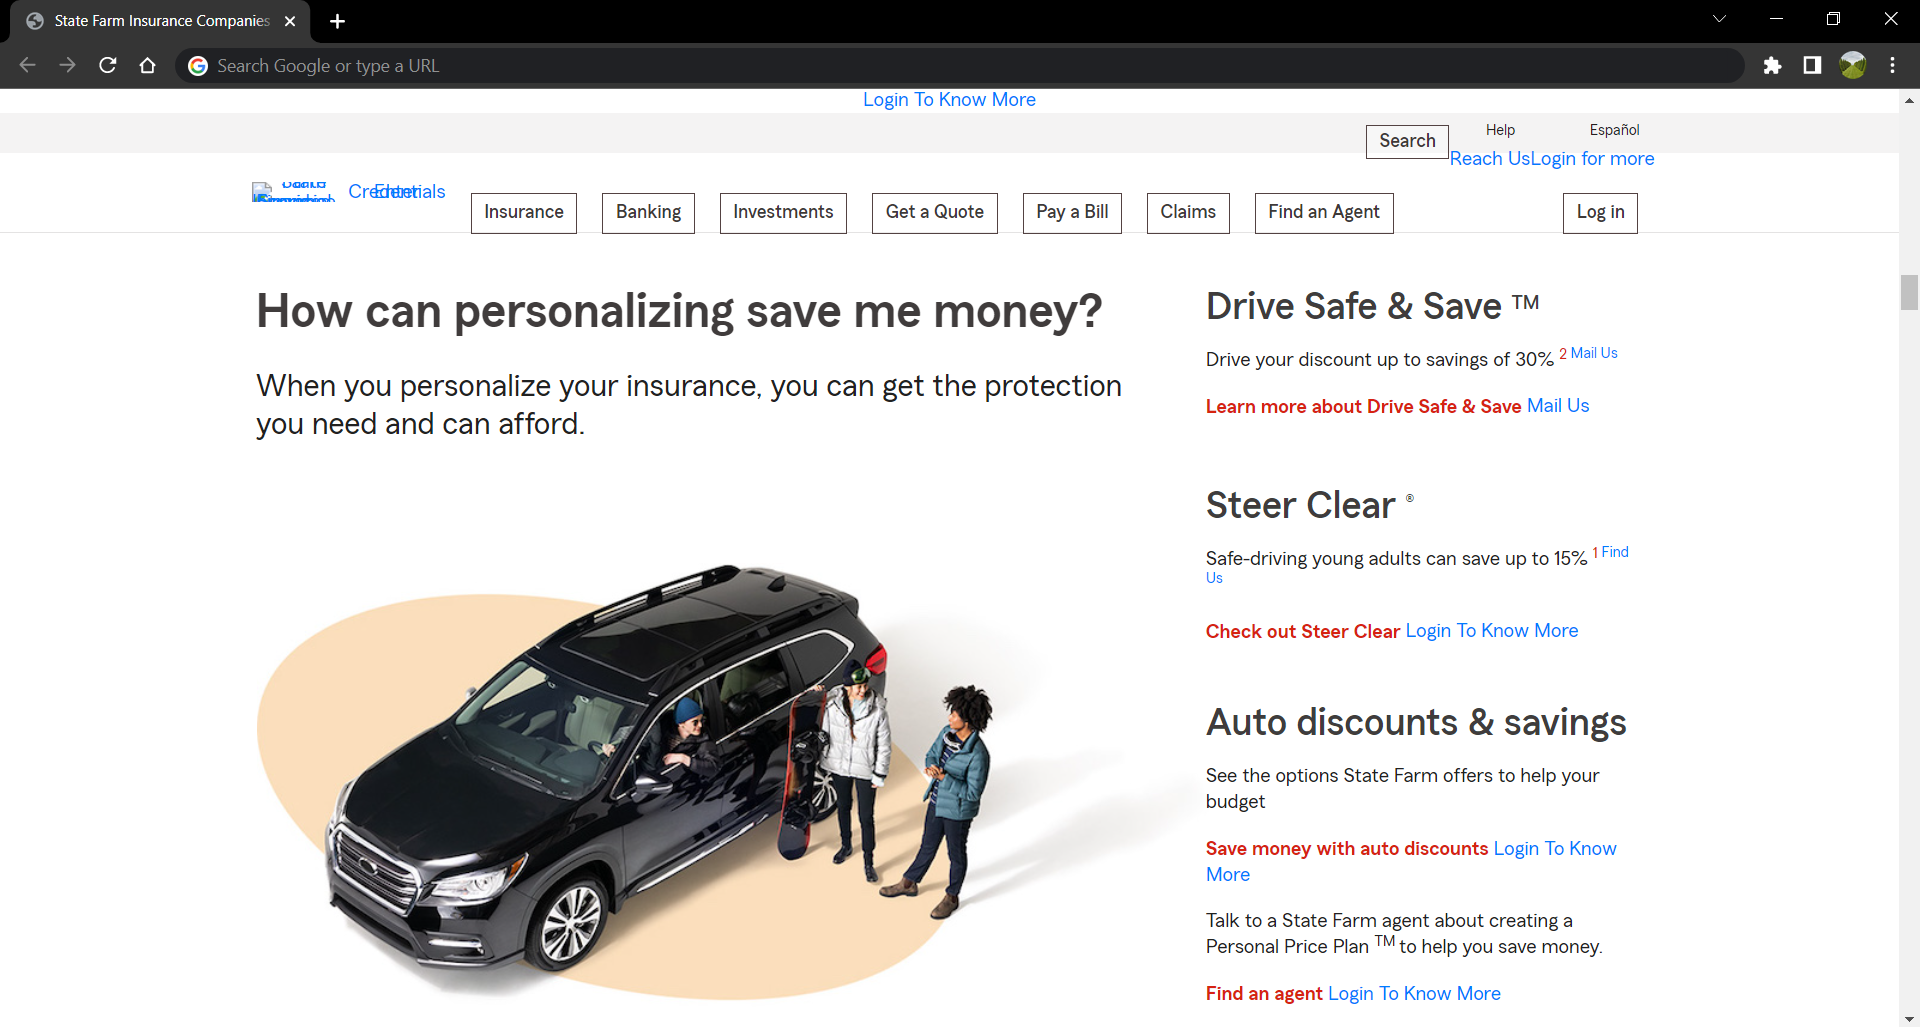 State Farm Insurance Companies
Search Google or type a URL
Login To Know More
Search
Help
Español
Reach UsLogin for more
Insurance
Banking
Investments
Get a Quote
Pay a Bill
Claims
Find an Agent
Log in
How can personalizing save me money?
When you personalize your insurance, you can get the protection
you need and can afford.
Drive Safe & Save TM
Drive your discount up to savings of 30% 2 Mail Us
Learn more about Drive Safe & Save Mail Us
Steer Clear ®
Safe-driving young adults can save up to 15% 1 Find
Us
Check out Steer Clear Login To Know More
Auto discounts & savings
See the options State Farm offers to help your
budget
Save money with auto discounts Login To Know
More
Talk to a State Farm agent about creating a
Personal Price Plan TM to help you save money.
Find an agent Login To Know More